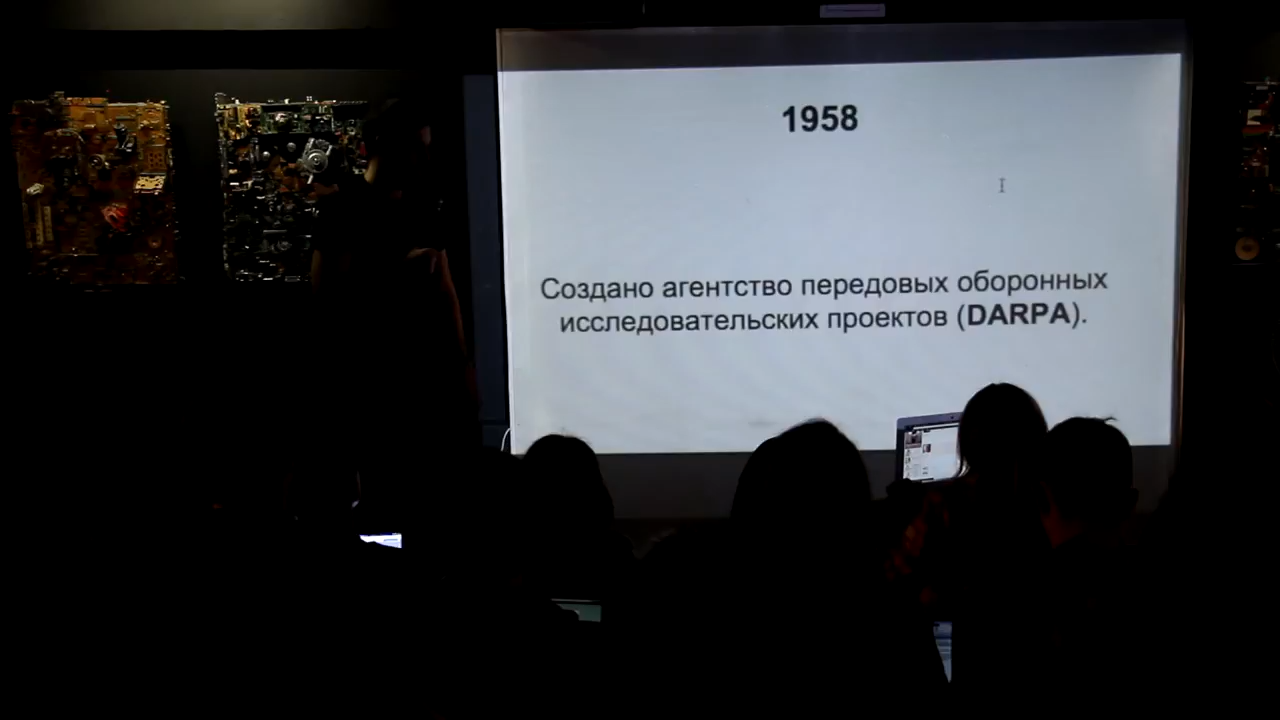 1958
Создано агентство передовых оборонных
исследовательских проектов (DARPA).